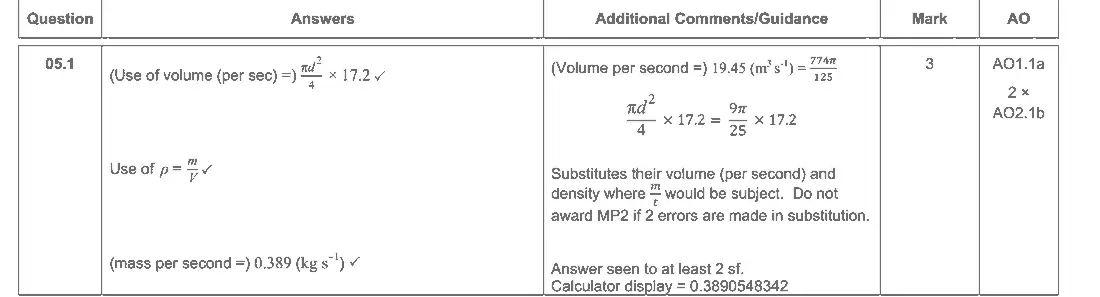 Question Answers Additional Comments/Guidance Mark AO
05.1 (Use of volume (per sec) =) πd²/4 × 17.2 ✓ (Volume per second =) 19.45 (m³ s⁻¹) = 774π/125 3 AO1.1a
2 ×
AO2.1b
πd²/4 × 17.2 = 9π/25 × 17.2
Use of ρ = m/V ✓ Substitutes their volume (per second) and
density where m/t would be subject. Do not
award MP2 if 2 errors are made in substitution.
(mass per second =) 0.389 (kg s⁻¹) ✓ Answer seen to at least 2 sf.
Calculator display = 0.3890548342